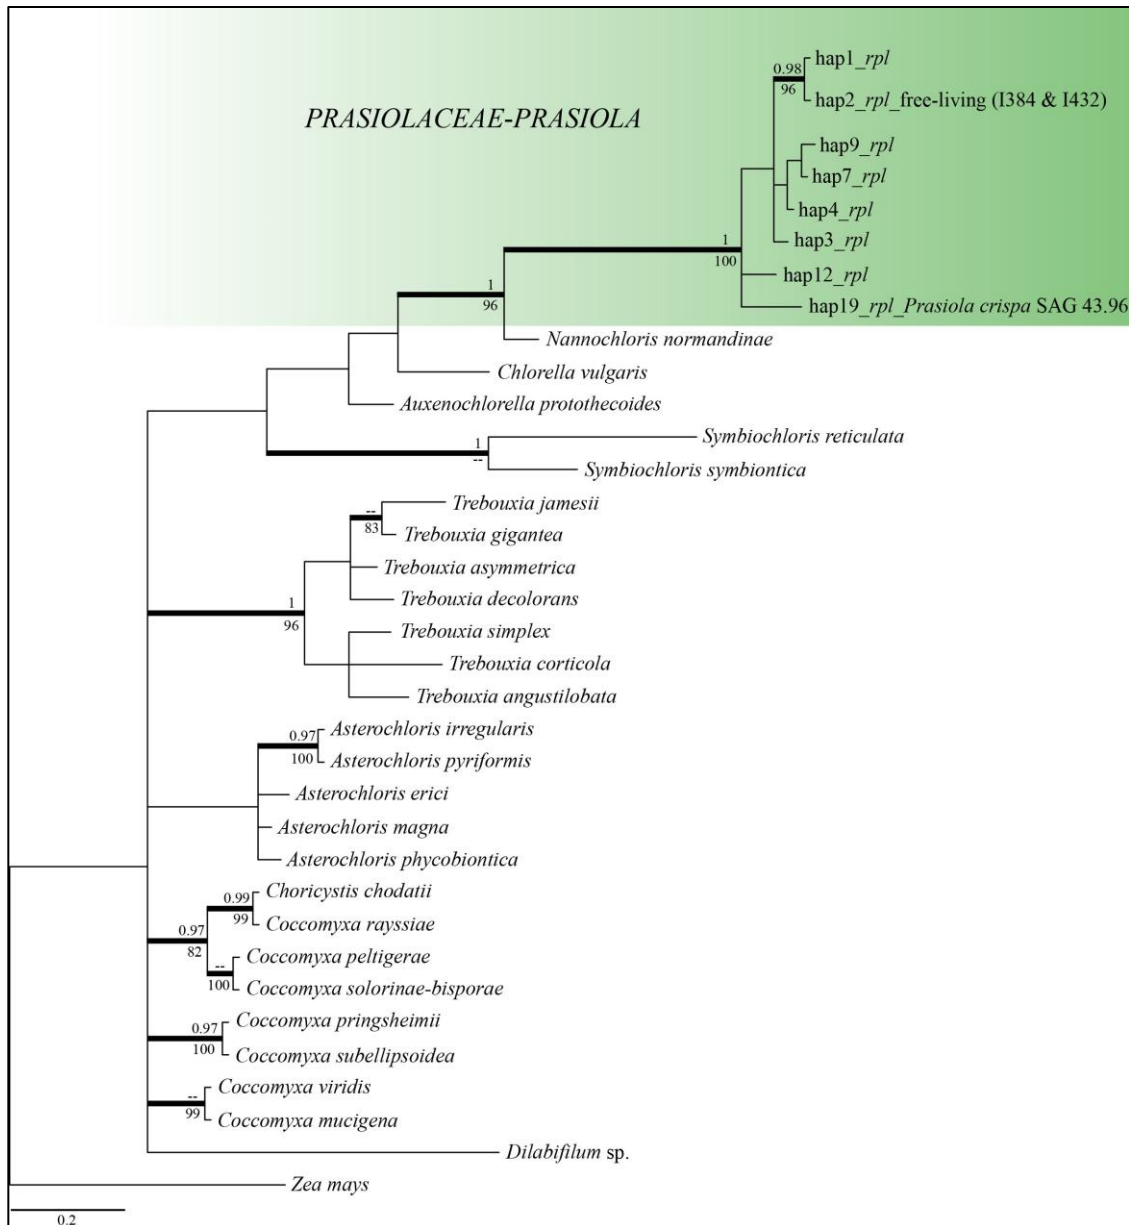 hap1_rpl
0.98
96
hap2_rpl_free-living (I384 & I432)
PRASIOLACEAE-PRASIOLA
hap9_rpl
hap7_rpl
hap4_rpl
hap3_rpl
1
100
hap12_rpl
1
96
hap19_rpl_Prasiola crispa SAG 43.96
Nannochloris normandinae
Chlorella vulgaris
Auxenochlorella protothecoides
Symbiochloris reticulata
1
--
Symbiochloris symbiontica
Trebouxia jamesii
--
83
Trebouxia gigantea
Trebouxia asymmetrica
Trebouxia decolorans
1
96
Trebouxia simplex
Trebouxia corticola
Trebouxia angustilobata
Asterochloris irregularis
0.97
100
Asterochloris pyriformis
Asterochloris erici
Asterochloris magna
Asterochloris phycobiontica
Choricystis chodatii
0.99
99
Coccomyxa rayssiae
0.97
82
Coccomyxa peltigerae
--
100
Coccomyxa solorinae-bisporae
Coccomyxa pringsheimii
0.97
100
Coccomyxa subellipsoidea
Coccomyxa viridis
--
99
Coccomyxa mucigena
Dilabifilum sp.
Zea mays
0.2